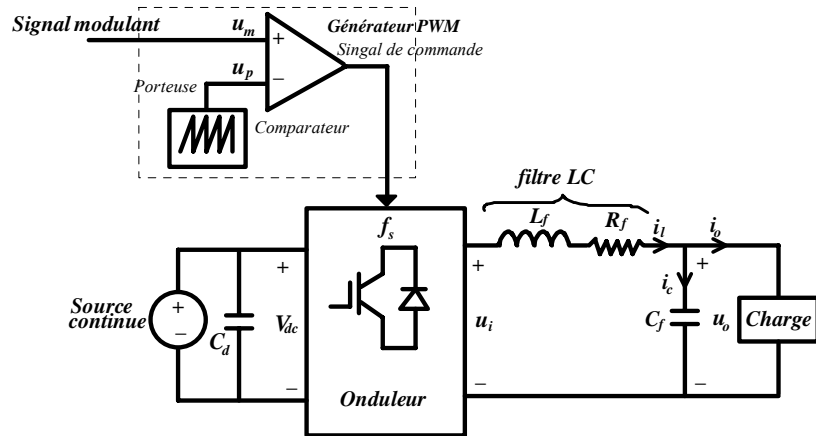 Signal modulant
u_m
Générateur PWM
Singal de commande
+
u_p
−
Porteuse
Comparateur
filtre LC
L_f
R_f
i_l
i_o
f_s
+
+
+
i_c
Source
continue
+
−
C_d
V_dc
u_i
C_f
u_o
Charge
−
Onduleur
−
−